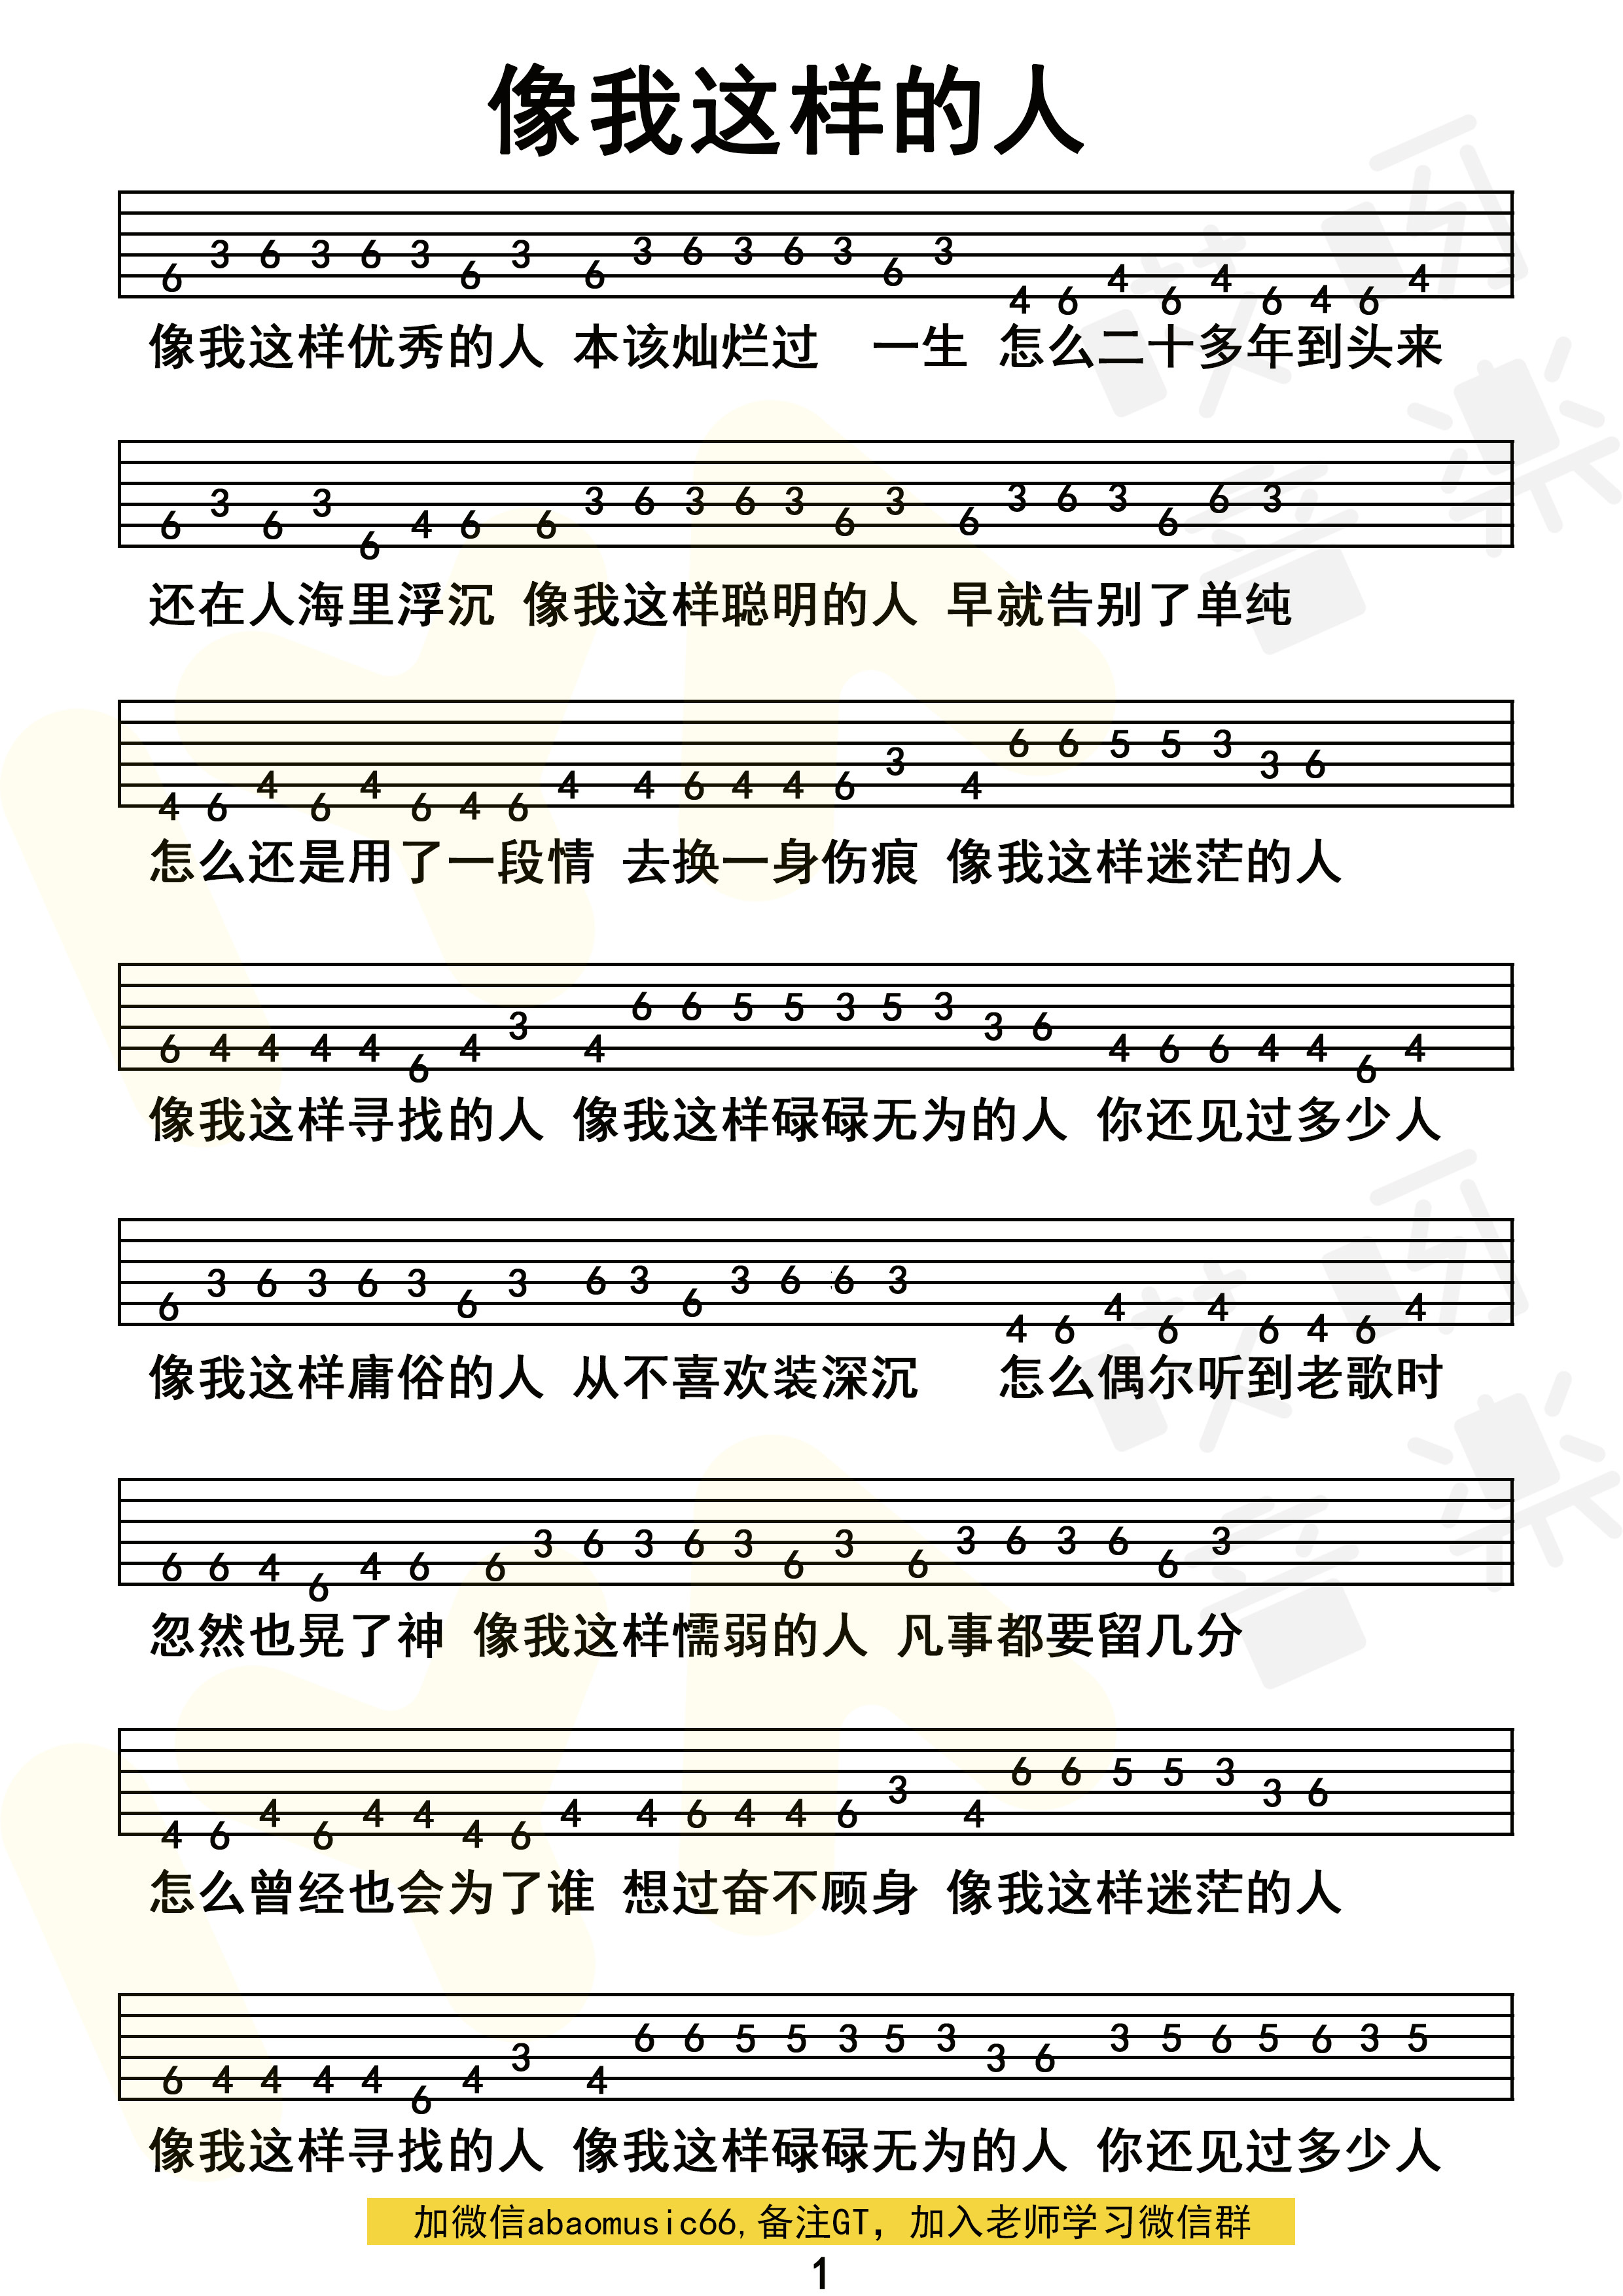 像我这样的人
6 3 6 3 6 3 6 3 6 3 6 3 6 3 6 3 4 6 4 6 4 6 4 6 4
像我这样优秀的人 本该灿烂过 一生 怎么二十多年到头来
6 3 6 3 6 4 6 6 3 6 3 6 3 6 3 6 3 6 3 6 6 3
还在人海里浮沉 像我这样聪明的人 早就告别了单纯
4 6 4 6 4 6 4 6 4 4 6 4 4 6 3 4 6 6 5 5 3 3 6
怎么还是用了一段情 去换一身伤痕 像我这样迷茫的人
6 4 4 4 4 6 4 3 4 6 6 5 5 3 5 3 3 6 4 6 6 4 4 6 4
像我这样寻找的人 像我这样碌碌无为的人 你还见过多少人
6 3 6 3 6 3 6 3 6 3 6 3 6 6 3 4 6 4 6 4 6 4 6 4
像我这样庸俗的人 从不喜欢装深沉 怎么偶尔听到老歌时
6 6 4 6 4 6 6 3 6 3 6 3 6 3 6 3 6 3 6 6 3
忽然也晃了神 像我这样懦弱的人 凡事都要留几分
4 6 4 6 4 4 4 6 4 4 6 4 4 6 3 4 6 6 5 5 3 3 6
怎么曾经也会为了谁 想过奋不顾身 像我这样迷茫的人
6 4 4 4 4 6 4 3 4 6 6 5 5 3 5 3 3 6 3 5 6 5 6 3 5
像我这样寻找的人 像我这样碌碌无为的人 你还见过多少人
加微信abaomusic66,备注GT，加入老师学习微信群
1